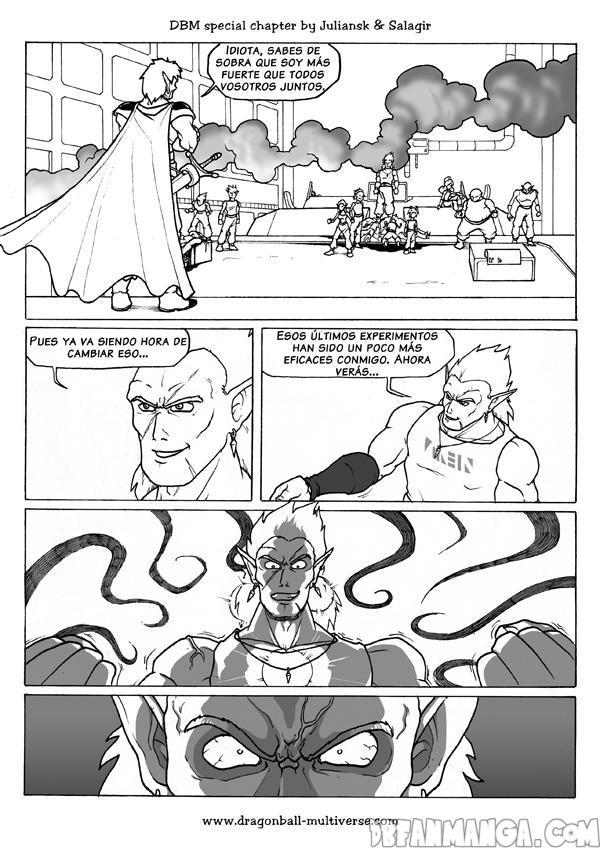 DBM special chapter by Juliansk & Salagir
IDIOTA, SABES DE
SOBRA QUE SOY MÁS
FUERTE QUE TODOS
VOSOTROS JUNTOS.
PUES YA VA SIENDO HORA DE
CAMBIAR ESO...
ESOS ÚLTIMOS EXPERIMENTOS
HAN SIDO UN POCO MÁS
EFICACES CONMIGO. AHORA
VERÁS...
www.dragonball-multiverse.com
DBFANMANGA.COM